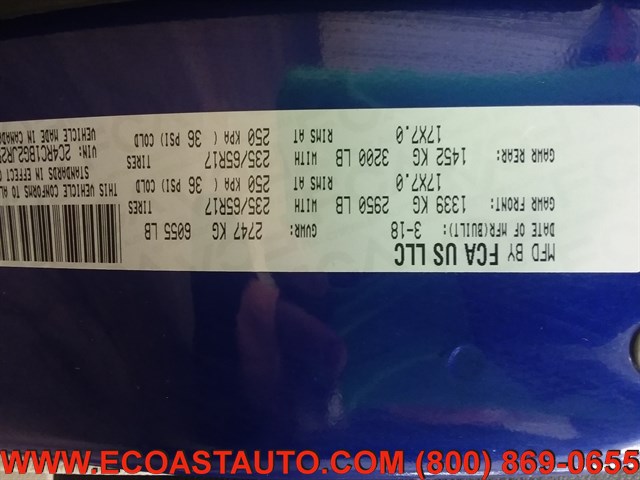 MFD BY FCA US LLC
DATE OF MFR(BUILT): 3-18 GVWR: 2747 KG 6055 LB
GAWR FRONT: 1339 KG 2950 LB WITH TIRES 235/65R17
17X7.0 RIMS AT 250 KPA ( 36 PSI) COLD
GAWR REAR: 1452 KG 3200 LB WITH TIRES 235/65R17
17X7.0 RIMS AT 250 KPA ( 36 PSI) COLD
THIS VEHICLE CONFORMS TO
STANDARDS IN EFFECT
VIN:
VEHICLE MADE IN CANADA
WWW.ECOASTAUTO.COM (800) 869-0655